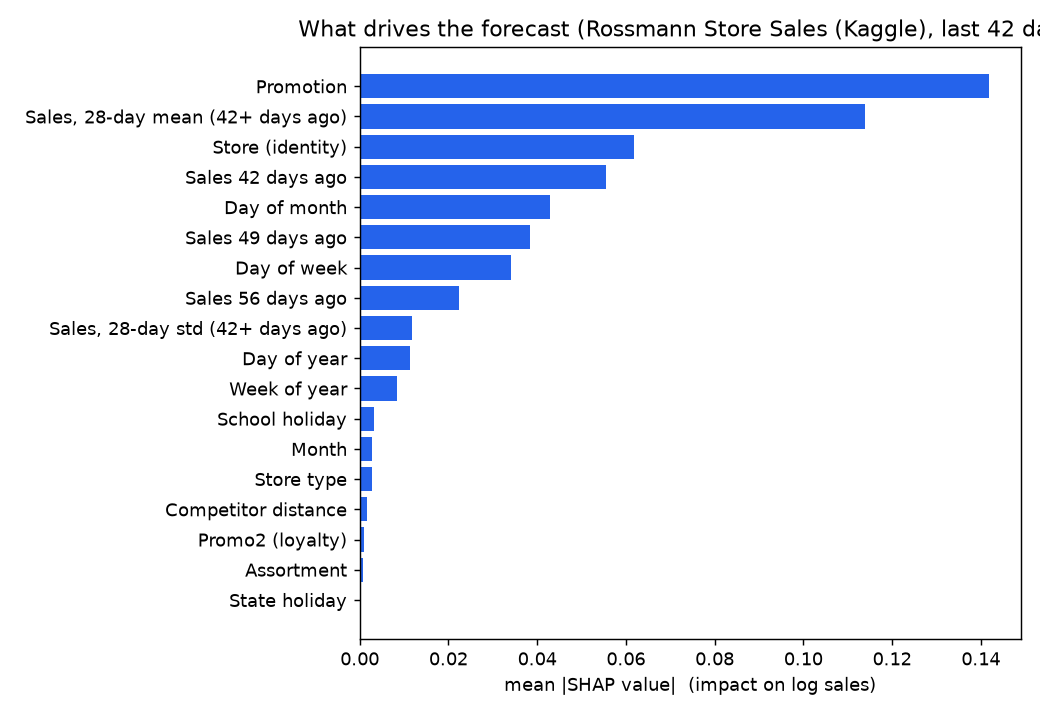 What drives the forecast (Rossmann Store Sales (Kaggle), last 42 da
Promotion
Sales, 28-day mean (42+ days ago)
Store (identity)
Sales 42 days ago
Day of month
Sales 49 days ago
Day of week
Sales 56 days ago
Sales, 28-day std (42+ days ago)
Day of year
Week of year
School holiday
Month
Store type
Competitor distance
Promo2 (loyalty)
Assortment
State holiday
0.00 0.02 0.04 0.06 0.08 0.10 0.12 0.14
mean |SHAP value|  (impact on log sales)